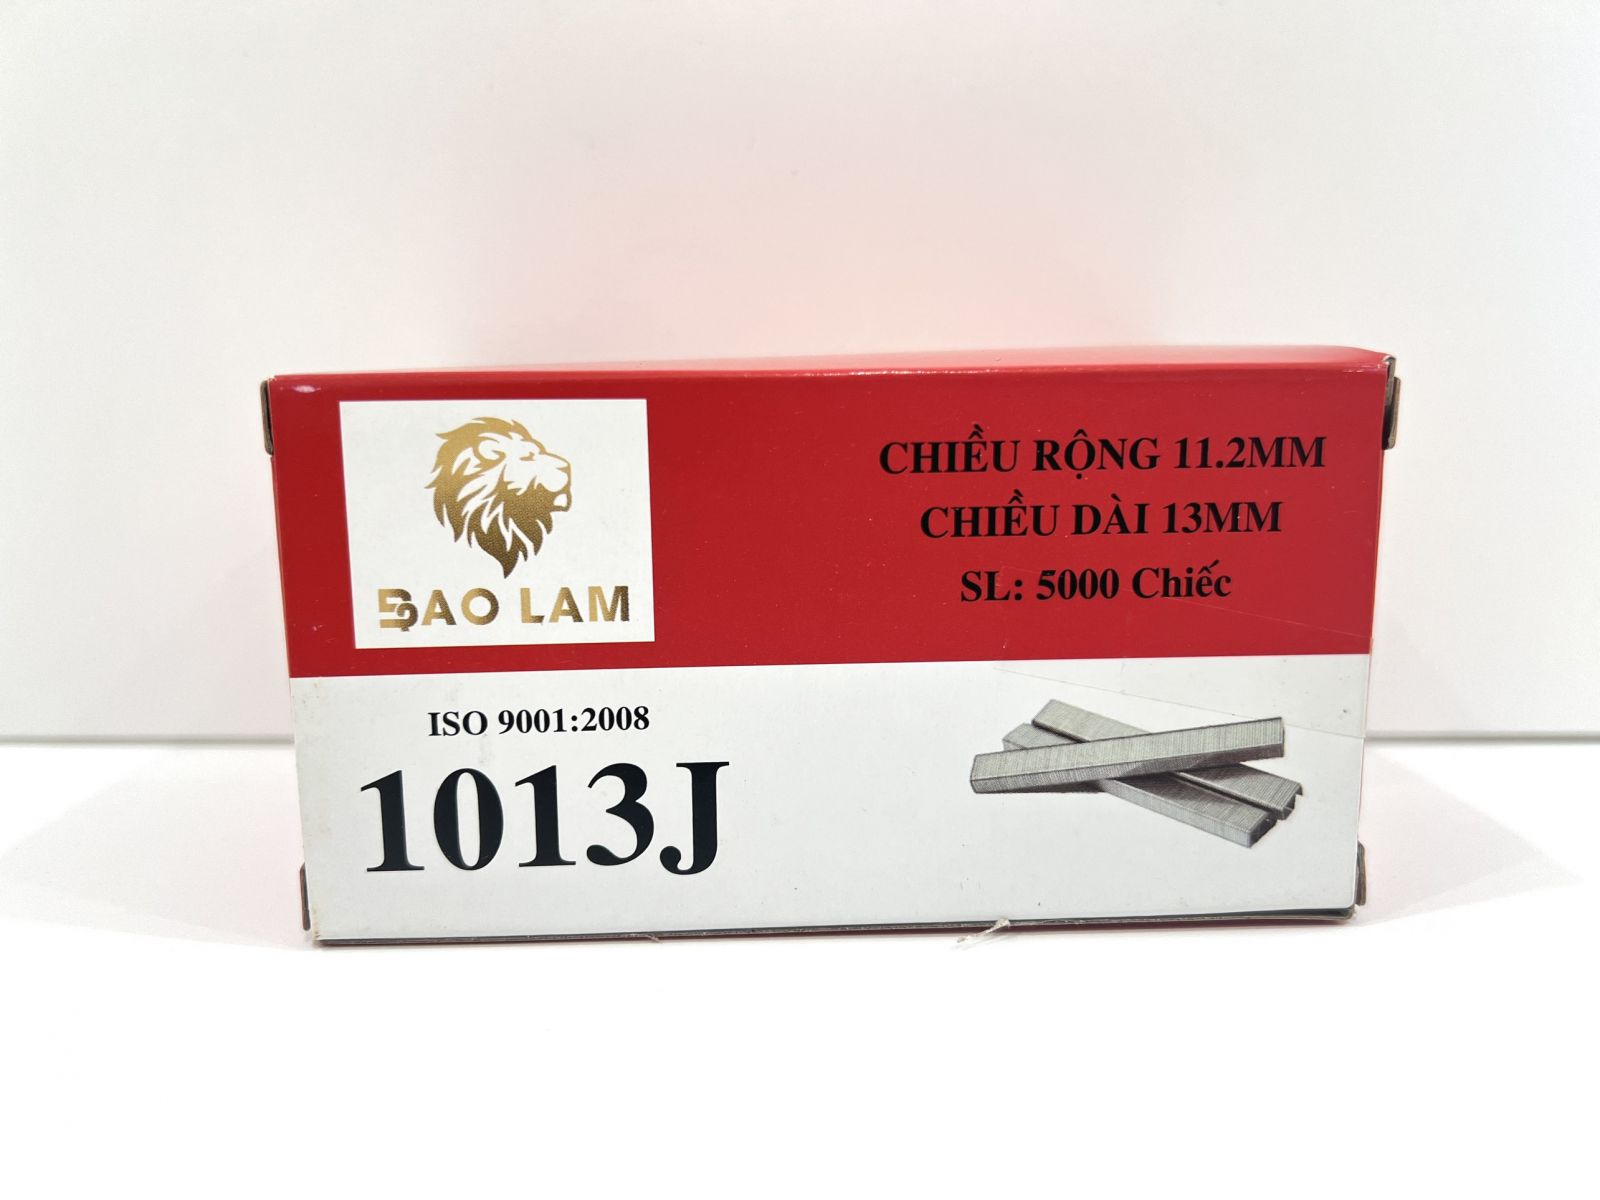 BAO LAM
CHIỀU RỘNG 11.2MM
CHIỀU DÀI 13MM
SL: 5000 Chiếc
ISO 9001:2008
1013J